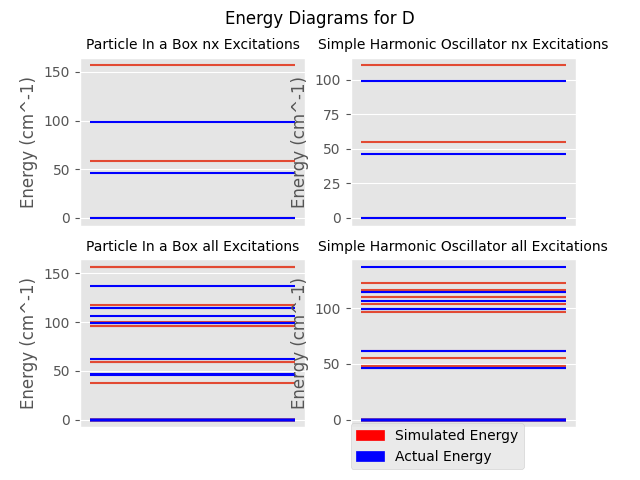 Energy Diagrams for D
Particle In a Box nx Excitations
Simple Harmonic Oscillator nx Excitations
Energy (cm^-1)
150
100
50
0
Energy (cm^-1)
100
75
50
25
0
Particle In a Box all Excitations
Simple Harmonic Oscillator all Excitations
Energy (cm^-1)
150
100
50
0
Energy (cm^-1)
100
50
0
Simulated Energy
Actual Energy